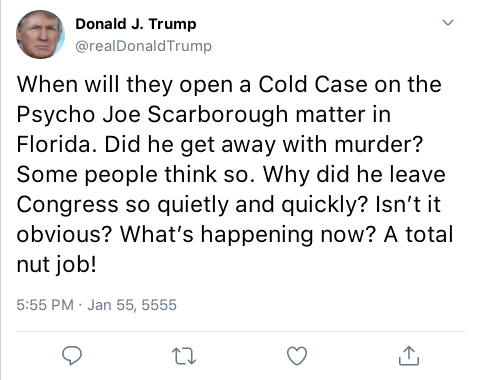 Donald J. Trump
@realDonaldTrump
When will they open a Cold Case on the
Psycho Joe Scarborough matter in
Florida. Did he get away with murder?
Some people think so. Why did he leave
Congress so quietly and quickly? Isn't it
obvious? What's happening now? A total
nut job!
5:55 PM · Jan 55, 5555